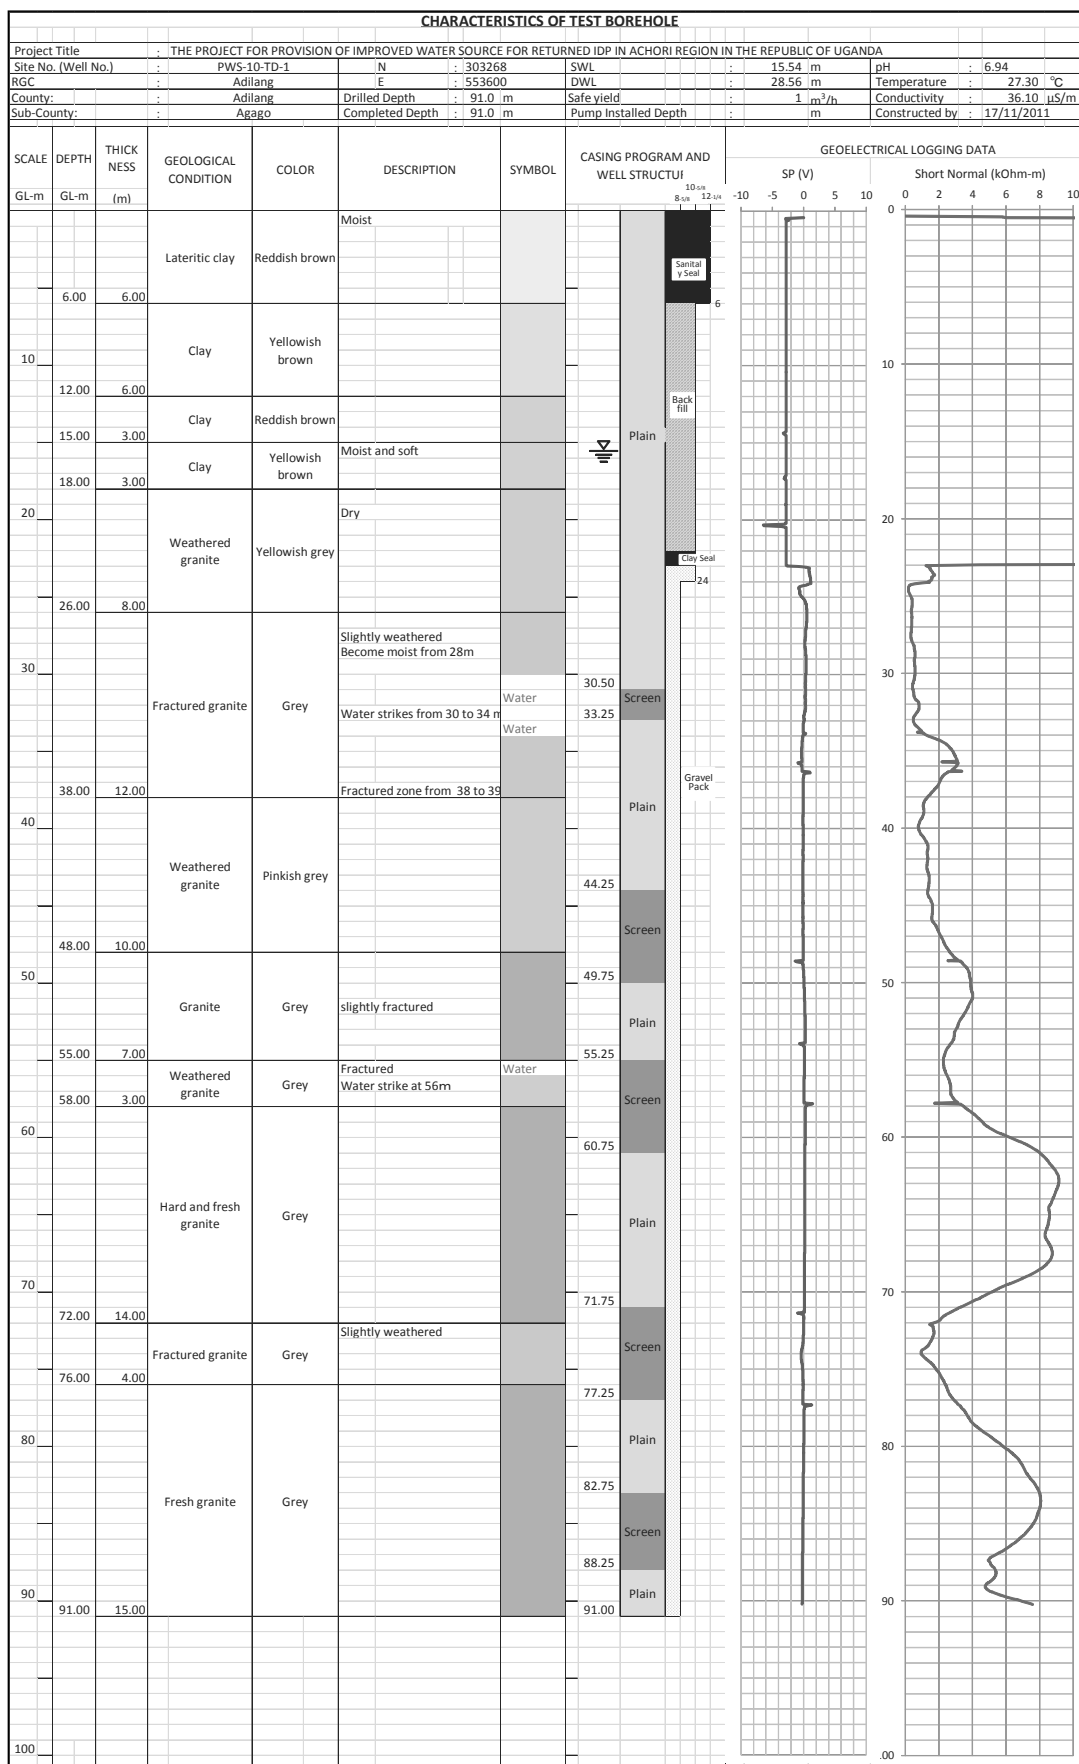 CHARACTERISTICS OF TEST BOREHOLE
Project Title : THE PROJECT FOR PROVISION OF IMPROVED WATER SOURCE FOR RETURNED IDP IN ACHORI REGION IN THE REPUBLIC OF UGANDA
Site No. (Well No.) : PWS-10-TD-1 N : 303268 SWL : 15.54 m pH : 6.94
RGC : Adilang E : 553600 DWL : 28.56 m Temperature : 27.30 ℃
County: : Adilang Drilled Depth : 91.0 m Safe yield : 1 m³/h Conductivity : 36.10 µS/m
Sub-County: : Agago Completed Depth : 91.0 m Pump Installed Depth : m Constructed by : 17/11/2011
SCALE DEPTH THICK NESS GEOLOGICAL CONDITION COLOR DESCRIPTION SYMBOL CASING PROGRAM AND WELL STRUCTUR GEOELECTRICAL LOGGING DATA
SP (V) Short Normal (kOhm-m)
GL-m GL-m (m) 8-5/8 10-5/8 12-1/4 -10 -5 0 5 10 0 2 4 6 8 10
0
Moist
Lateritic clay Reddish brown Sanital
y Seal
6.00 6.00 6
Clay Yellowish
brown
10 10
12.00 6.00
Back
fill
Clay Reddish brown
15.00 3.00 Plain
Moist and soft
Clay Yellowish
brown
18.00 3.00
20 Dry 20
Weathered
granite Yellowish grey
Clay Seal
24
26.00 8.00
Slightly weathered
Become moist from 28m
30 30
30.50
Fractured granite Grey Water Screen
Water strikes from 30 to 34 m 33.25
Water
Gravel
Pack
38.00 12.00 Fractured zone from 38 to 39
Plain
40 40
Weathered
granite Pinkish grey
44.25
Screen
48.00 10.00
50 49.75 50
Granite Grey slightly fractured
Plain
55.00 7.00 55.25
Weathered
granite Grey Fractured Water
Water strike at 56m
58.00 3.00 Screen
60 60.75 60
Hard and fresh
granite Grey Plain
70 71.75 70
72.00 14.00
Slightly weathered
Fractured granite Grey Screen
76.00 4.00
77.25
80 Plain 80
82.75
Fresh granite Grey
Screen
88.25
90 Plain 90
91.00 15.00 91.00
100 .00